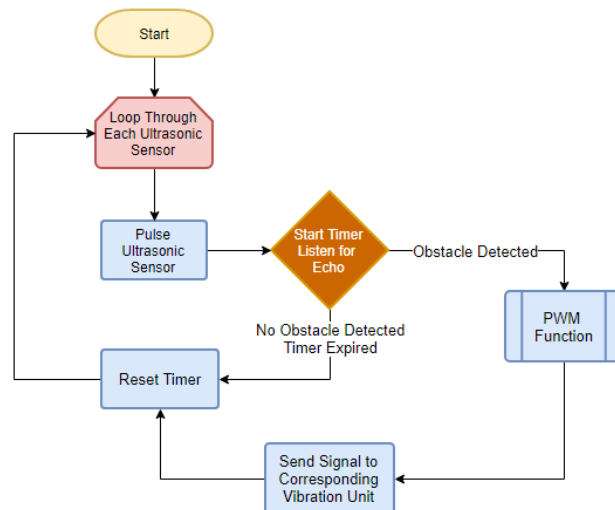 Start
Loop Through
Each Ultrasonic
Sensor
Pulse
Ultrasonic
Sensor
Start Timer
Listen for
Echo
Obstacle Detected
PWM
Function
No Obstacle Detected
Timer Expired
Reset Timer
Send Signal to
Corresponding
Vibration Unit